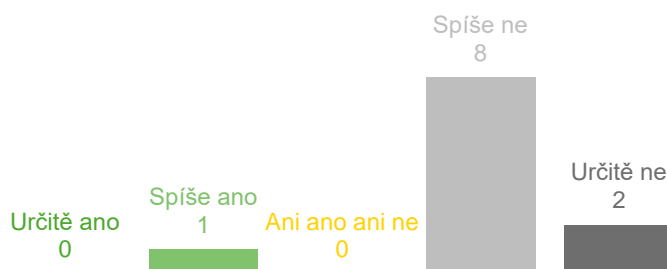 Určitě ano
0
Spíše ano
1
Ani ano ani ne
0
Spíše ne
8
Určitě ne
2